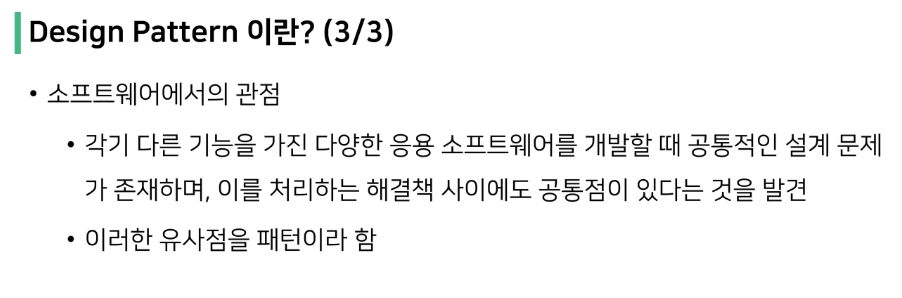 Design Pattern 이란? (3/3)
• 소프트웨어에서의 관점
• 각기 다른 기능을 가진 다양한 응용 소프트웨어를 개발할 때 공통적인 설계 문제
가 존재하며, 이를 처리하는 해결책 사이에도 공통점이 있다는 것을 발견
• 이러한 유사점을 패턴이라 함